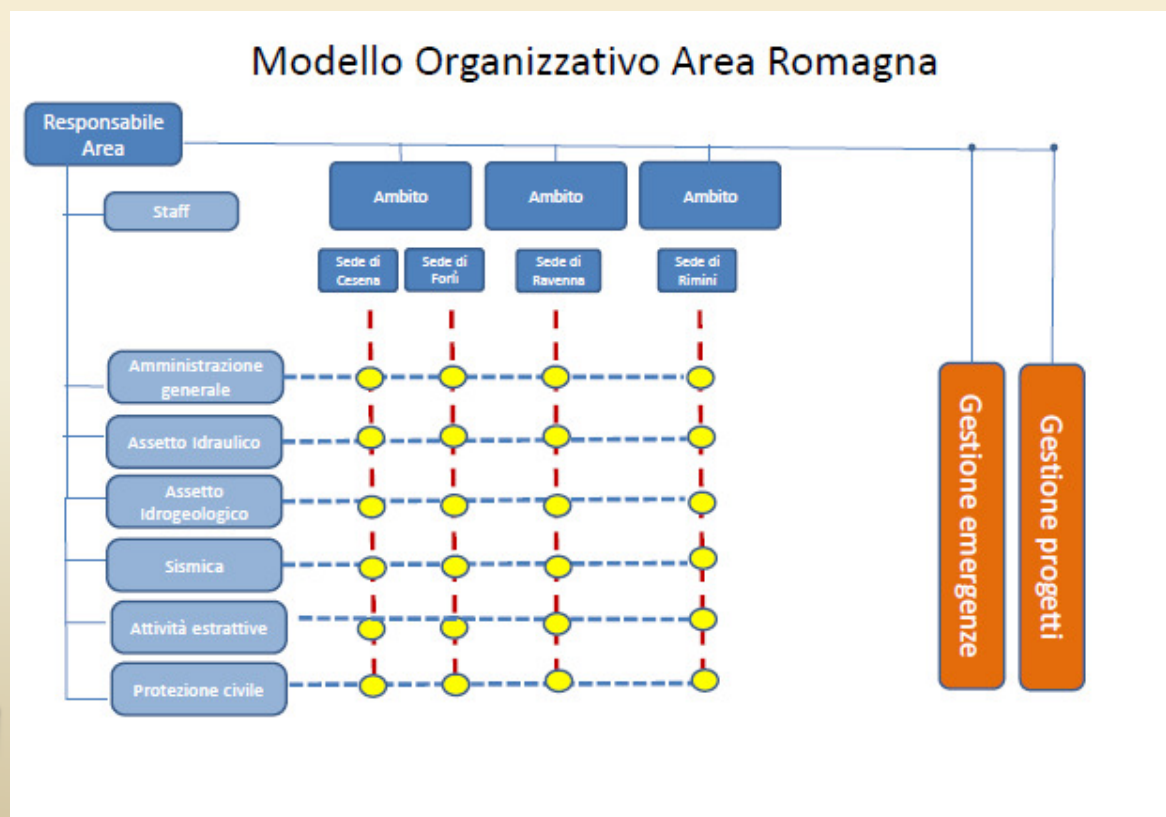 Modello Organizzativo Area Romagna
Responsabile
Area
Staff
Ambito
Ambito
Ambito
Sede di
Cesena
Sede di
Forlì
Sede di
Ravenna
Sede di
Rimini
Amministrazione
generale
Assetto Idraulico
Assetto
Idrogeologico
Sismica
Attività estrattive
Protezione civile
Gestione emergenze
Gestione progetti